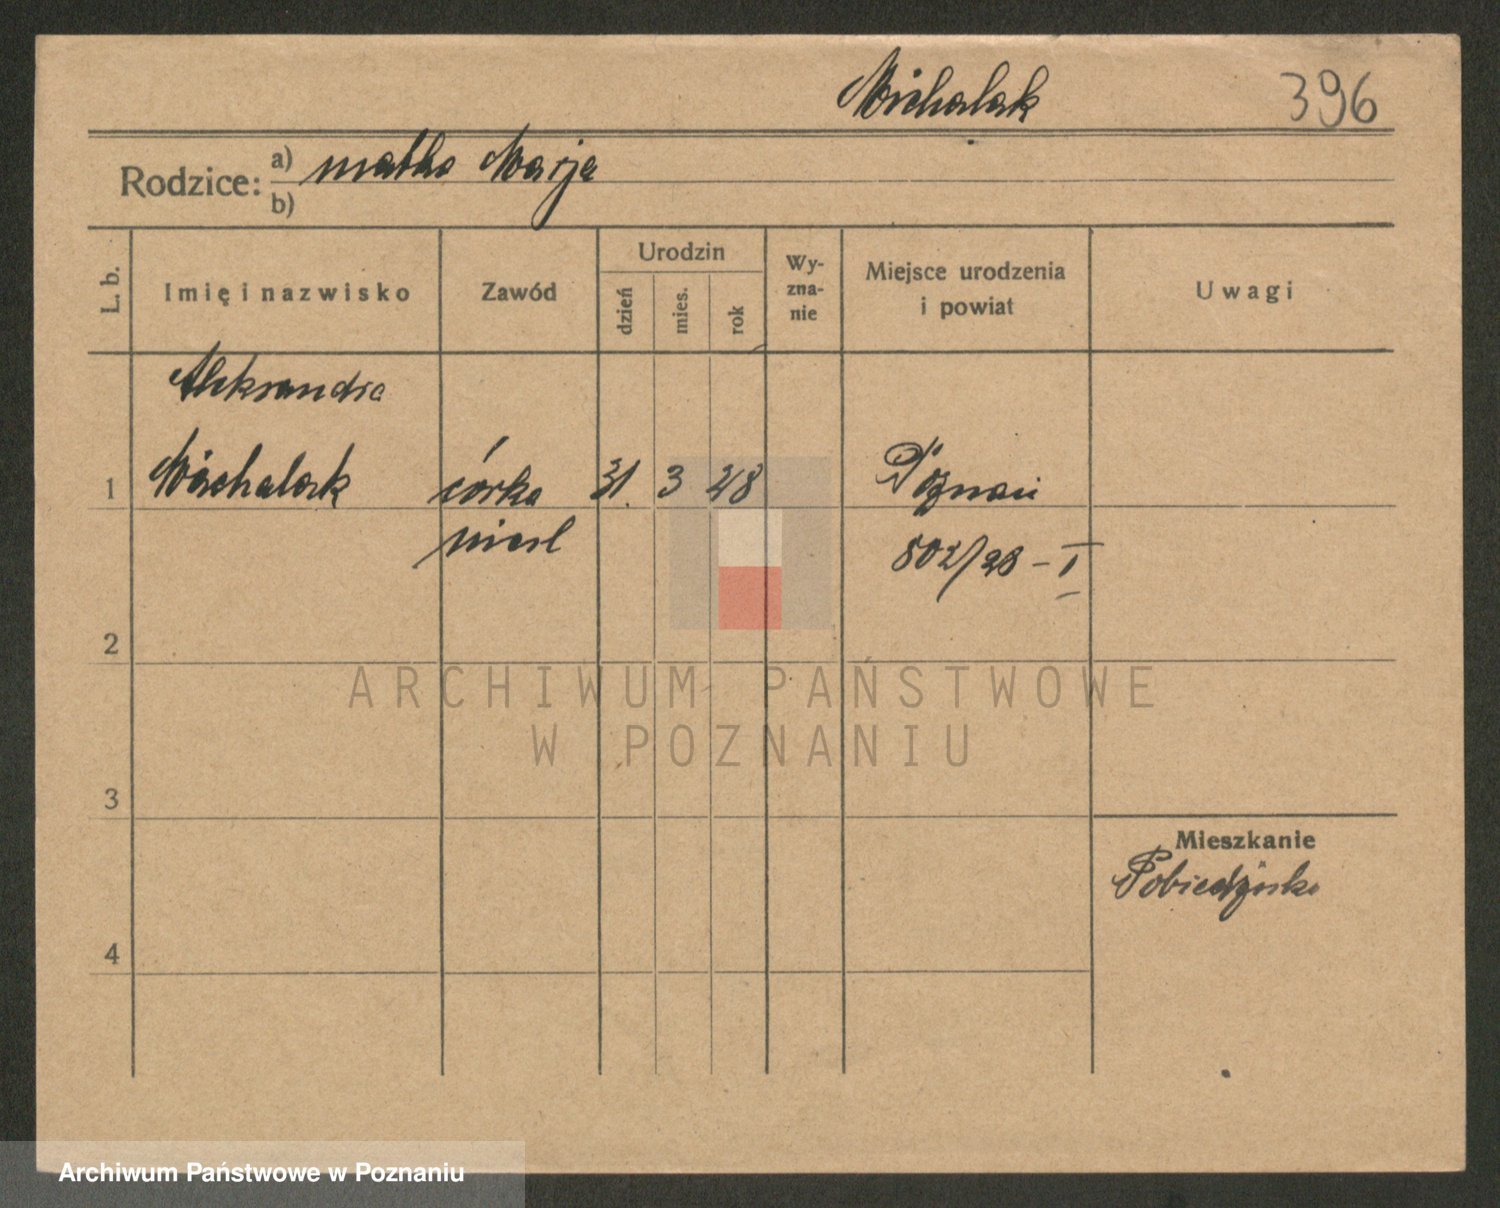 Michalak 396
Rodzice: a) matka Marja
b)
L. b. Imię i nazwisko Zawód Urodzin dzień mies. rok Wy-zna-nie Miejsce urodzenia i powiat Uwagi
Aleksandra
1 Michalak córka 31. 3 28 Poznań
nieśl 502/28 - I
2
ARCHIWUM PAŃSTWOWE
W POZNANIU
3
Mieszkanie
Pobiedziska
4
Archiwum Państwowe w Poznaniu